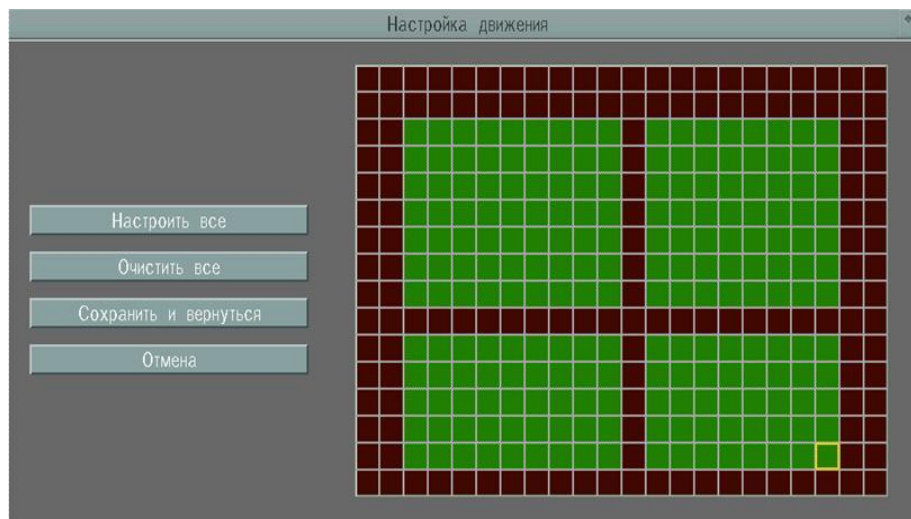 Настройка движения
Настроить все
Очистить все
Сохранить и вернуться
Отмена